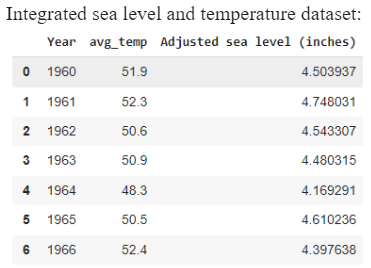 Integrated sea level and temperature dataset:
Year avg_temp Adjusted sea level (inches)
0 1960 51.9 4.503937
1 1961 52.3 4.748031
2 1962 50.6 4.543307
3 1963 50.9 4.480315
4 1964 48.3 4.169291
5 1965 50.5 4.610236
6 1966 52.4 4.397638